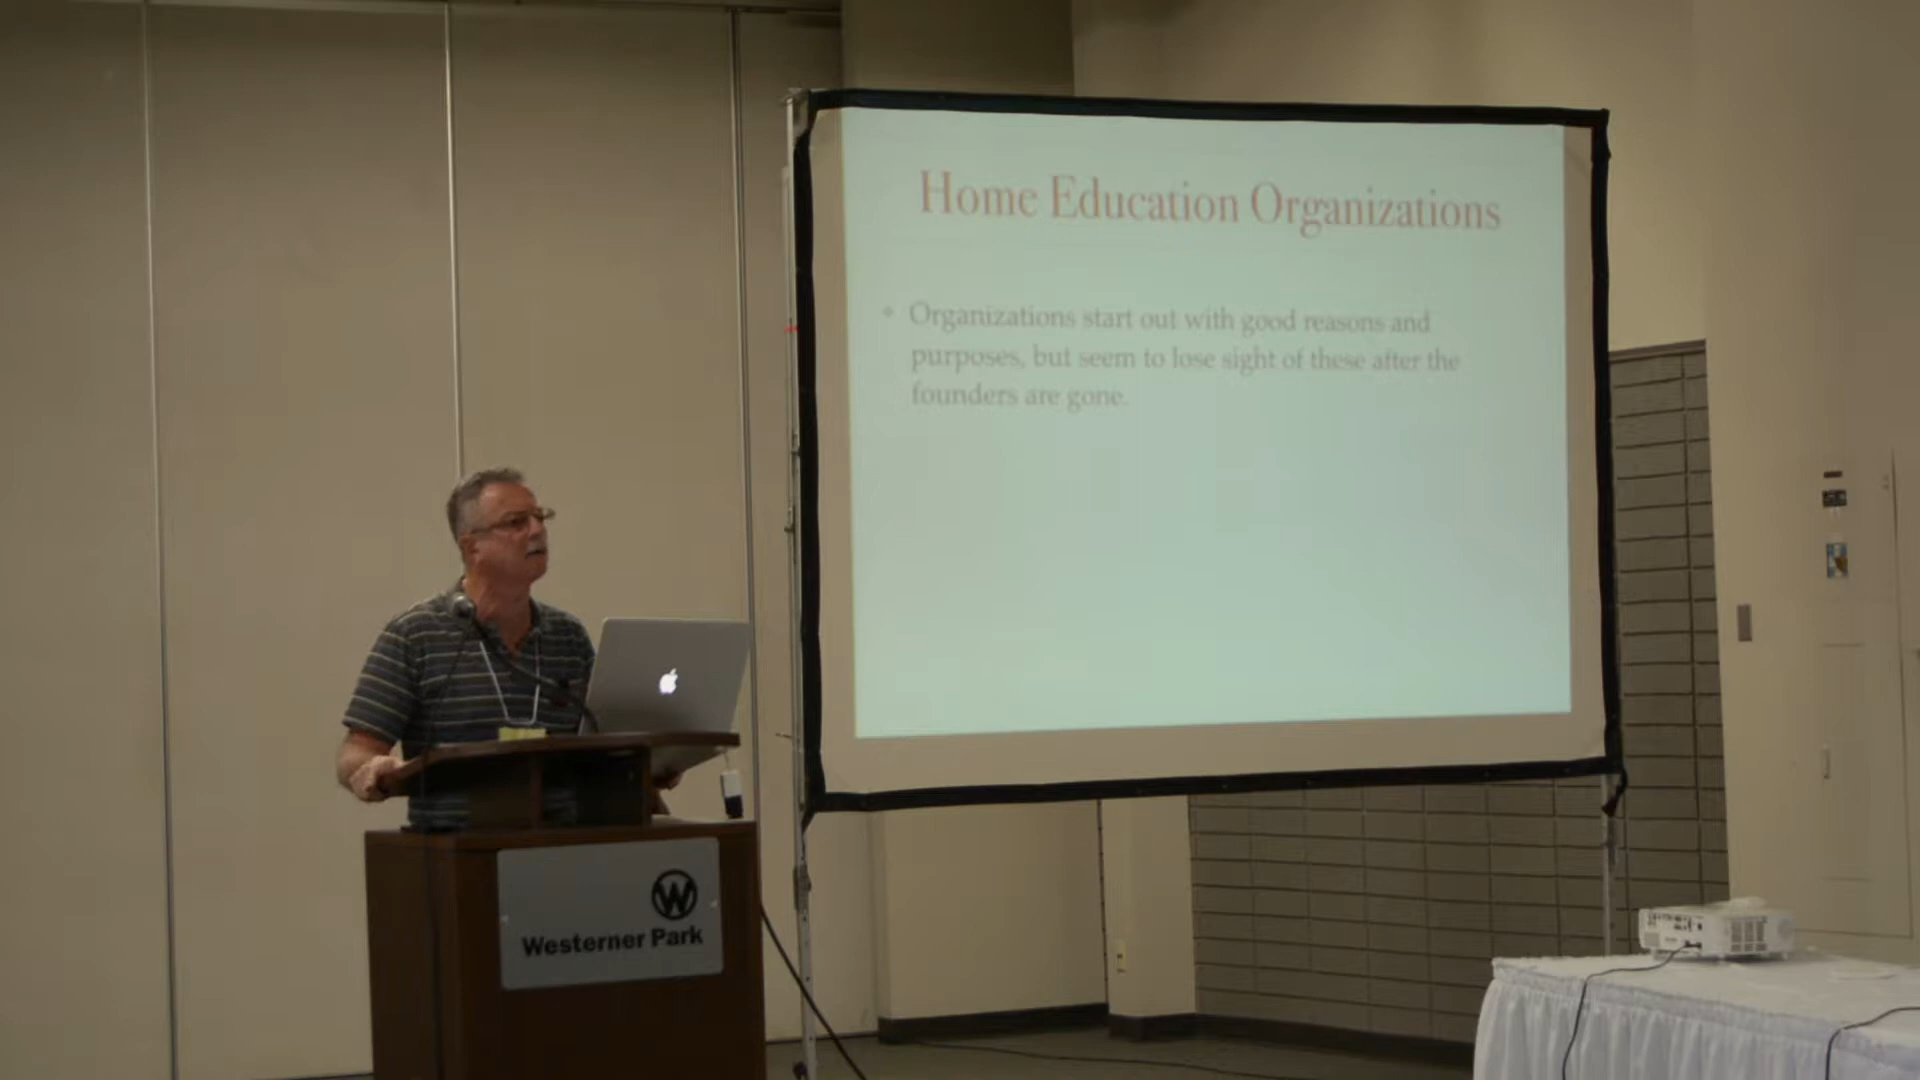 Home Education Organizations
Organizations start out with good reasons and
purposes, but seem to lose sight of these after the
founders are gone.
W
Westerner Park